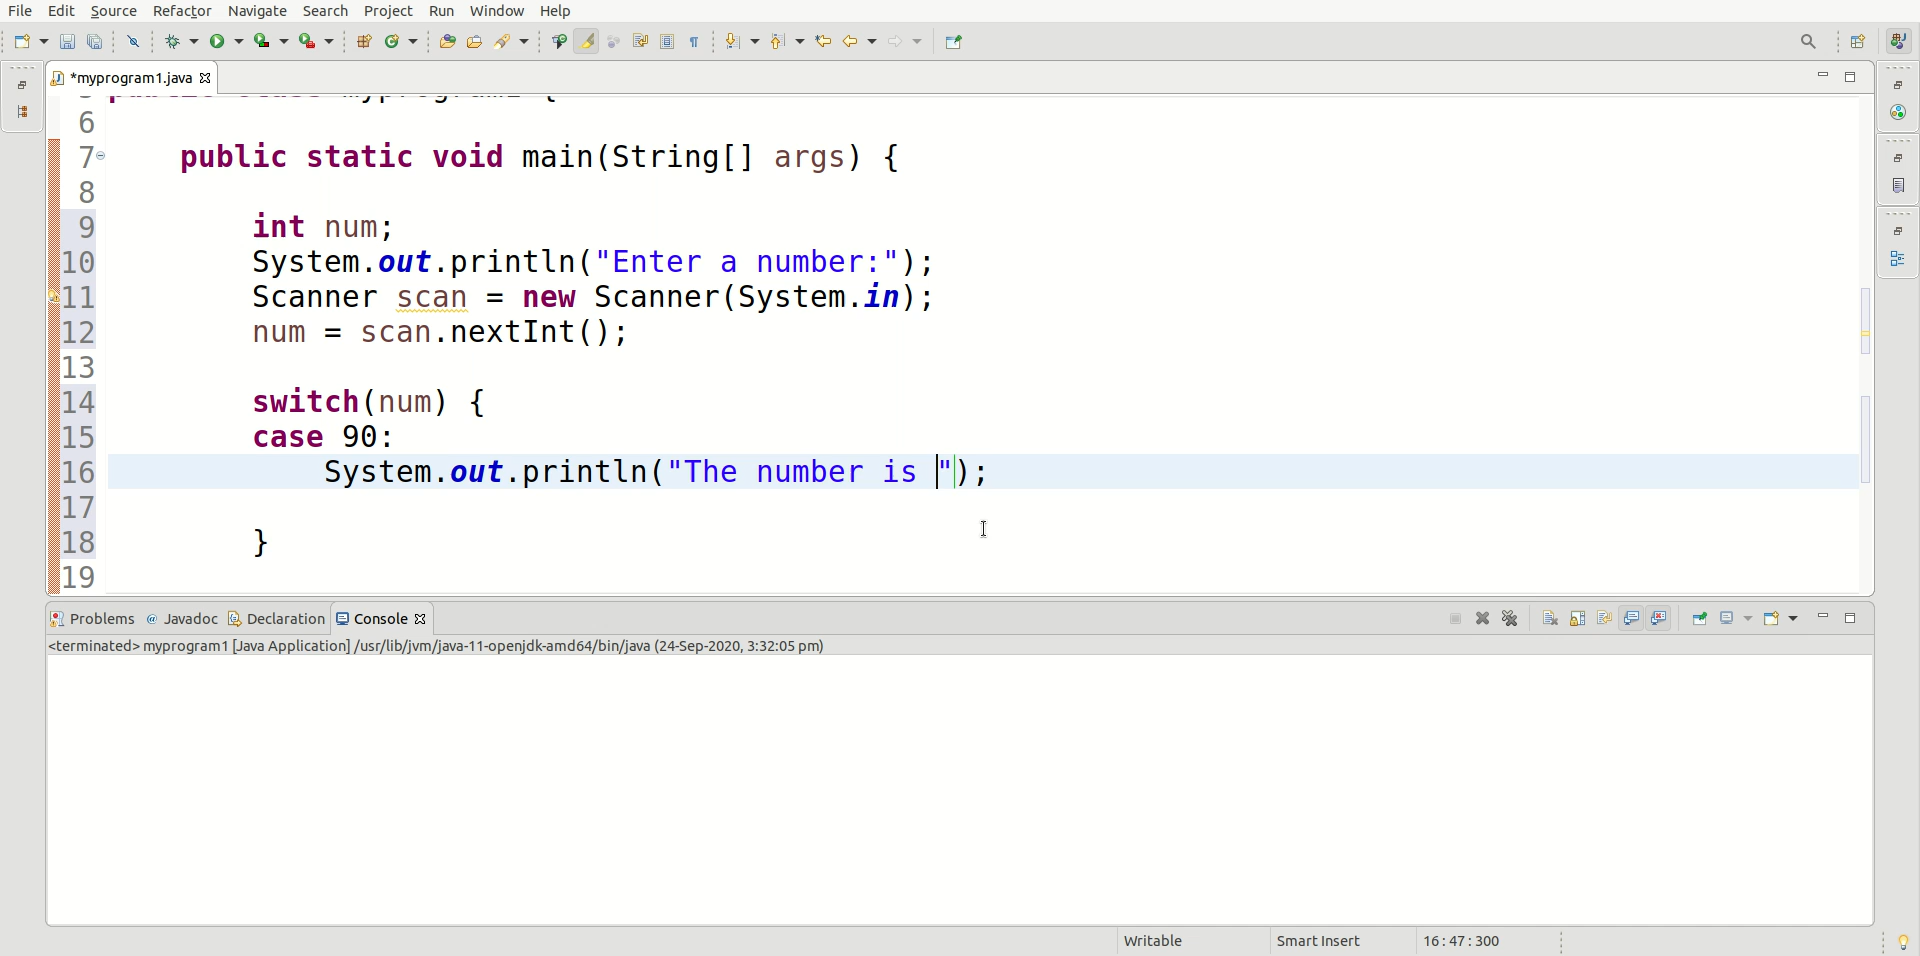 File Edit Source Refactor Navigate Search Project Run Window Help
*myprogram1.java
6
7 public static void main(String[] args) {
8
9 int num;
10 System.out.println("Enter a number:");
11 Scanner scan = new Scanner(System.in);
12 num = scan.nextInt();
13
14 switch(num) {
15 case 90:
16 System.out.println("The number is ");
17
18 }
19
Problems @ Javadoc Declaration Console
<terminated> myprogram1 [Java Application] /usr/lib/jvm/java-11-openjdk-amd64/bin/java (24-Sep-2020, 3:32:05 pm)
Writable Smart Insert 16 : 47 : 300